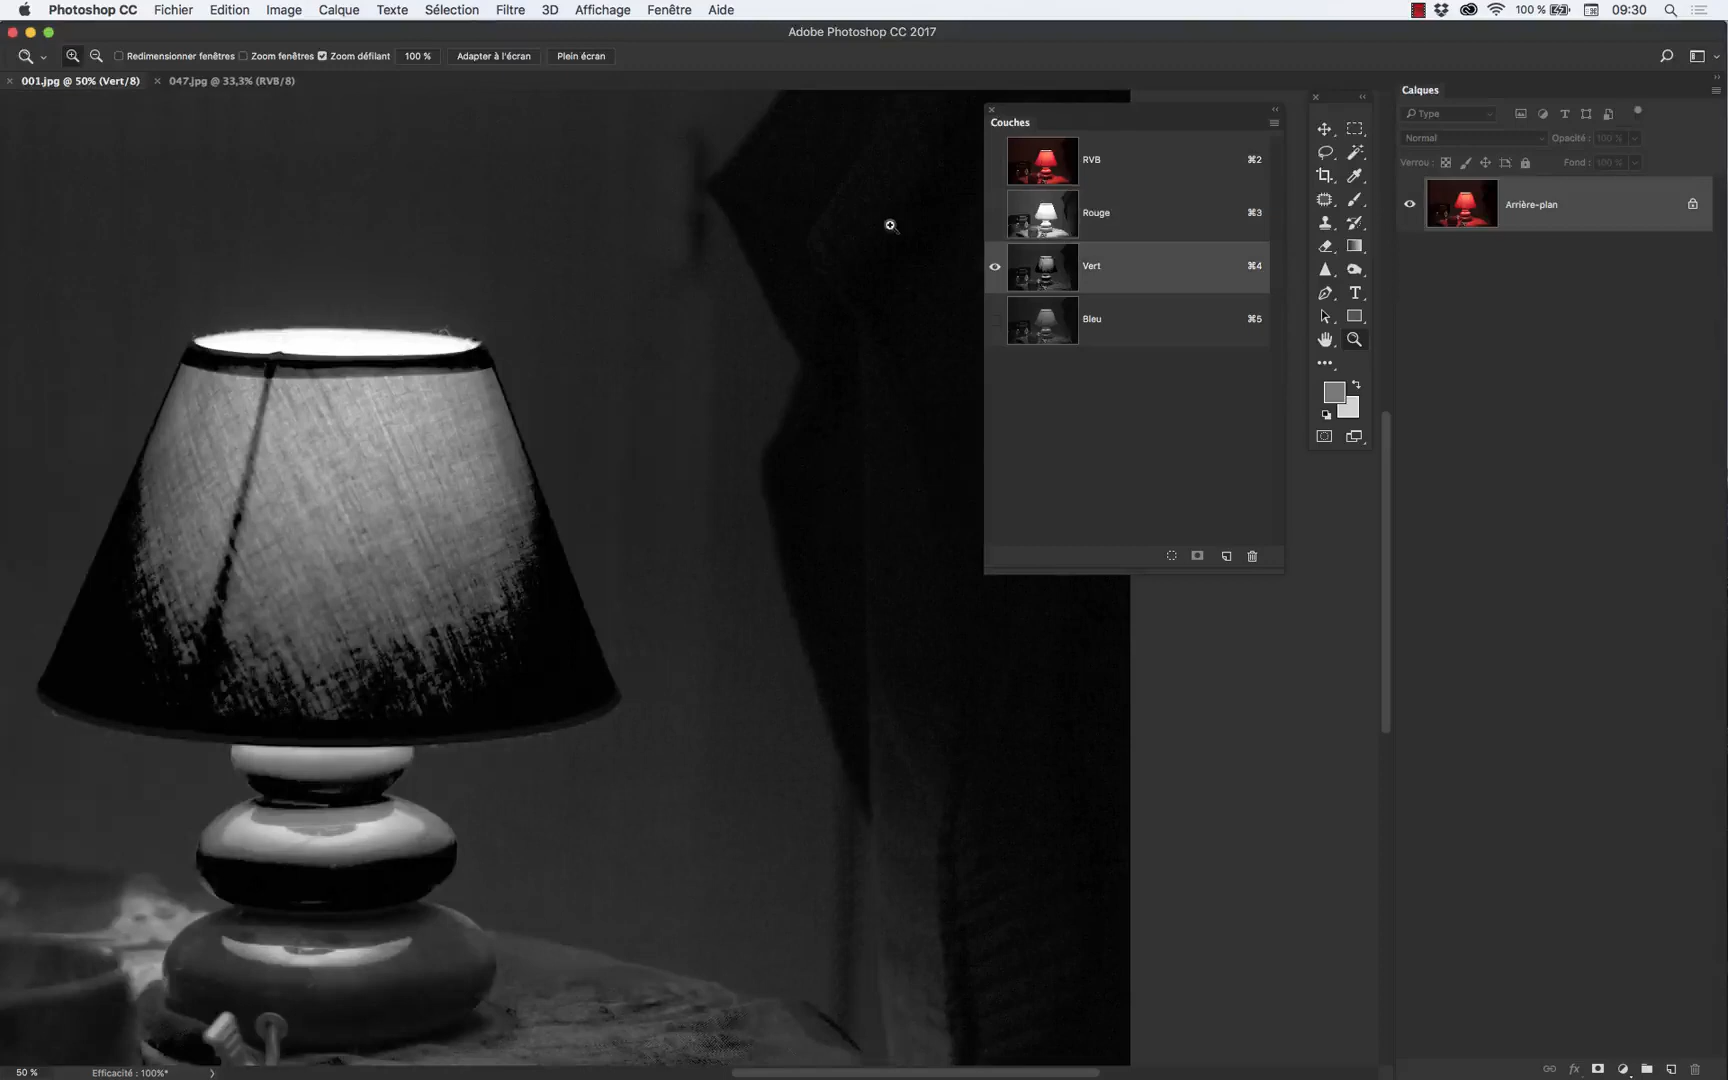 Photoshop CC Fichier Edition Image Calque Texte Sélection Filtre 3D Affichage Fenêtre Aide 100 % 09:30
Adobe Photoshop CC 2017
Redimensionner fenêtres Zoom fenêtres Zoom défilant 100 % Adapter à l'écran Plein écran
001.jpg @ 50% (Vert/8) 047.jpg @ 33,3% (RVB/8)
Calques
Type
Normal Opacité : 100 %
Verrou : Fond : 100 %
Arrière-plan
Couches
RVB ⌘2
Rouge ⌘3
Vert ⌘4
Bleu ⌘5
50 % Efficacité : 100%*
fx